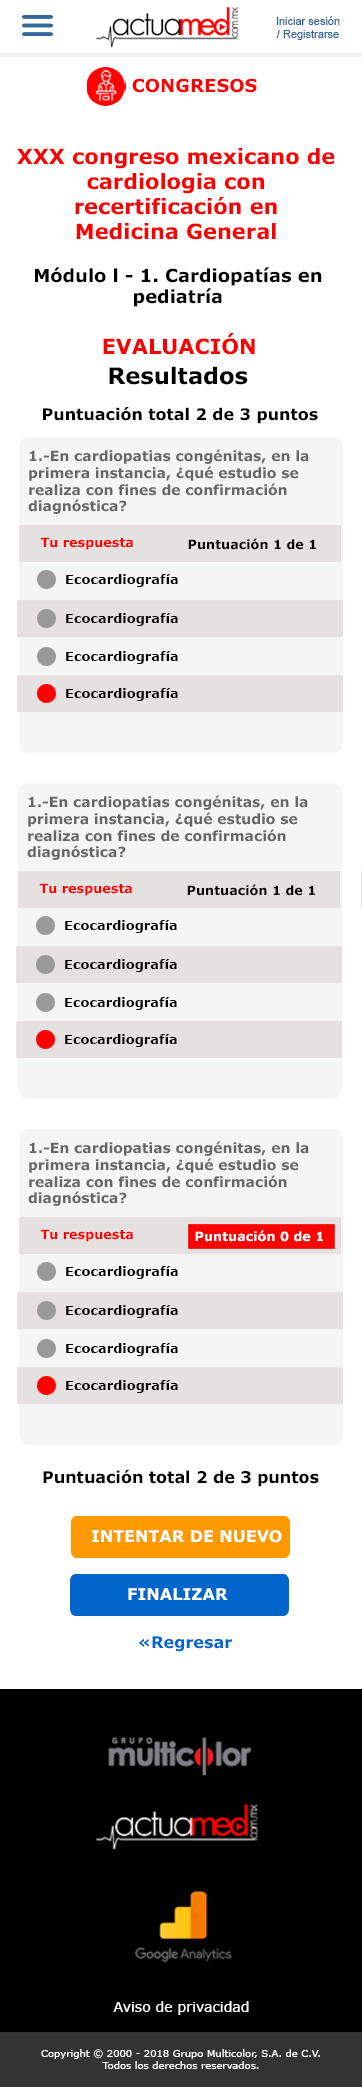 actuamed.com.mx
Iniciar sesión
/ Registrarse
CONGRESOS
XXX congreso mexicano de
cardiologia con
recertificación en
Medicina General
Módulo l - 1. Cardiopatías en
pediatría
EVALUACIÓN
Resultados
Puntuación total 2 de 3 puntos
1.-En cardiopatias congénitas, en la
primera instancia, ¿qué estudio se
realiza con fines de confirmación
diagnóstica?
Tu respuesta Puntuación 1 de 1
Ecocardiografía
Ecocardiografía
Ecocardiografía
Ecocardiografía
1.-En cardiopatias congénitas, en la
primera instancia, ¿qué estudio se
realiza con fines de confirmación
diagnóstica?
Tu respuesta Puntuación 1 de 1
Ecocardiografía
Ecocardiografía
Ecocardiografía
Ecocardiografía
1.-En cardiopatias congénitas, en la
primera instancia, ¿qué estudio se
realiza con fines de confirmación
diagnóstica?
Tu respuesta Puntuación 0 de 1
Ecocardiografía
Ecocardiografía
Ecocardiografía
Ecocardiografía
Puntuación total 2 de 3 puntos
INTENTAR DE NUEVO
FINALIZAR
«Regresar
GRUPO
multicolor
actuamed.com.mx
Google Analytics
Aviso de privacidad
Copyright © 2000 - 2018 Grupo Multicolor, S.A. de C.V.
Todos los derechos reservados.